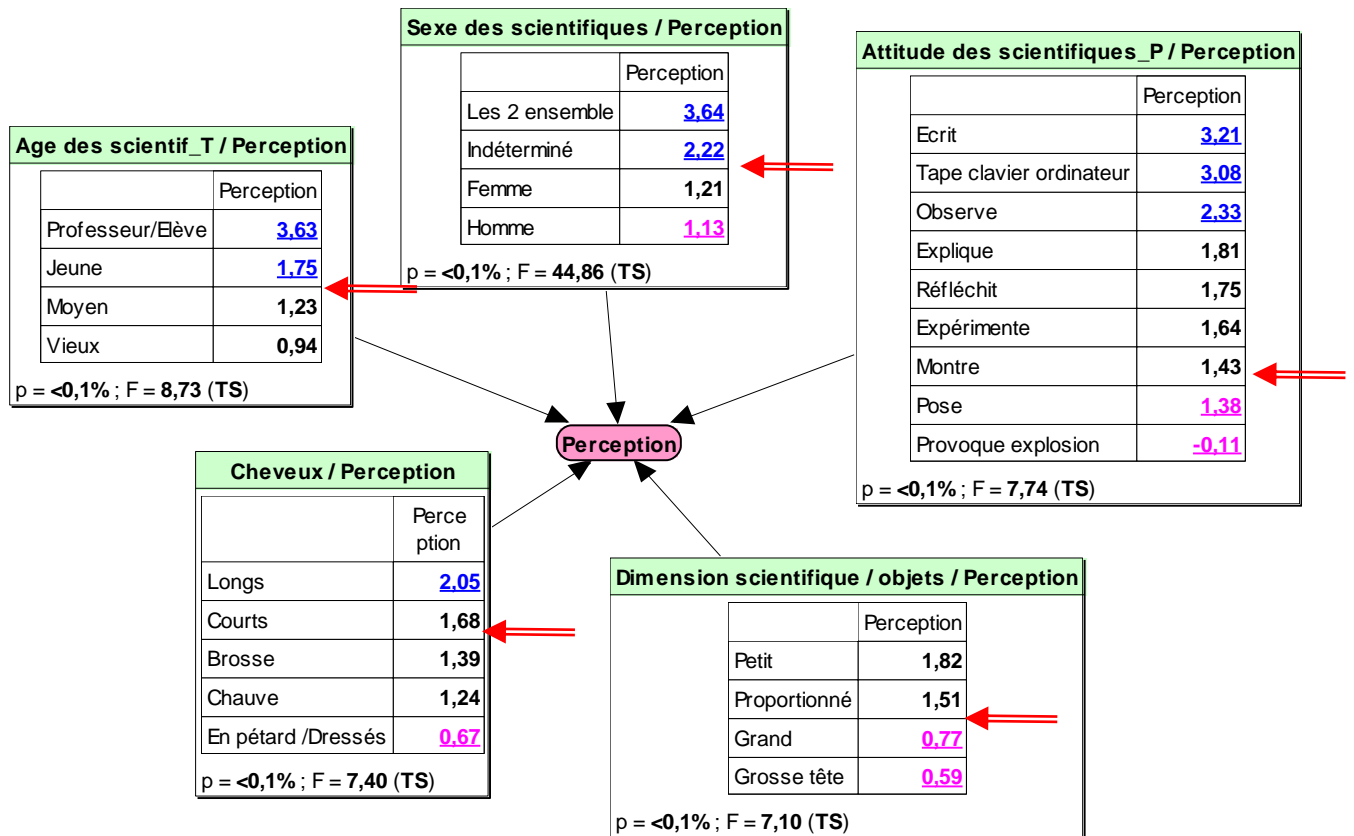 Sexe des scientifiques / Perception
Perception
Les 2 ensemble 3,64
Indéterminé 2,22
Femme 1,21
Homme 1,13
p = <0,1% ; F = 44,86 (TS)
Attitude des scientifiques_P / Perception
Perception
Ecrit 3,21
Tape clavier ordinateur 3,08
Observe 2,33
Explique 1,81
Réfléchit 1,75
Expérimente 1,64
Montre 1,43
Pose 1,38
Provoque explosion -0,11
p = <0,1% ; F = 7,74 (TS)
Age des scientif_T / Perception
Perception
Professeur/Elève 3,63
Jeune 1,75
Moyen 1,23
Vieux 0,94
p = <0,1% ; F = 8,73 (TS)
Perception
Cheveux / Perception
Perce
ption
Longs 2,05
Courts 1,68
Brosse 1,39
Chauve 1,24
En pétard /Dressés 0,67
p = <0,1% ; F = 7,40 (TS)
Dimension scientifique / objets / Perception
Perception
Petit 1,82
Proportionné 1,51
Grand 0,77
Grosse tête 0,59
p = <0,1% ; F = 7,10 (TS)